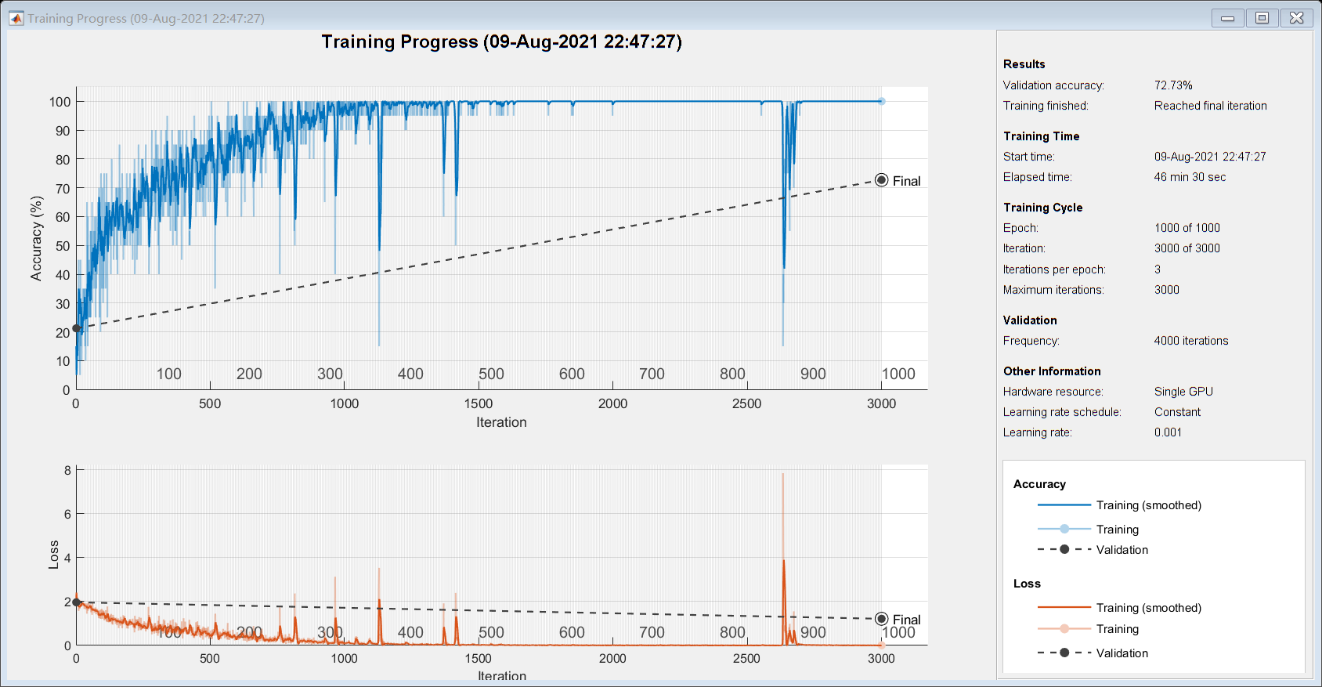 Training Progress (09-Aug-2021 22:47:27)
Training Progress (09-Aug-2021 22:47:27)
100
90
80
70
60
50
40
30
20
10
0
Accuracy (%)
Final
100 200 300 400 500 600 700 800 900 1000
0 500 1000 1500 2000 2500 3000
Iteration
8
6
4
2
0
Loss
Final
100 200 300 400 500 600 700 800 900 1000
0 500 1000 1500 2000 2500 3000
Iteration
Results
Validation accuracy: 72.73%
Training finished: Reached final iteration
Training Time
Start time: 09-Aug-2021 22:47:27
Elapsed time: 46 min 30 sec
Training Cycle
Epoch: 1000 of 1000
Iteration: 3000 of 3000
Iterations per epoch: 3
Maximum iterations: 3000
Validation
Frequency: 4000 iterations
Other Information
Hardware resource: Single GPU
Learning rate schedule: Constant
Learning rate: 0.001
Accuracy
Training (smoothed)
Training
Validation
Loss
Training (smoothed)
Training
Validation